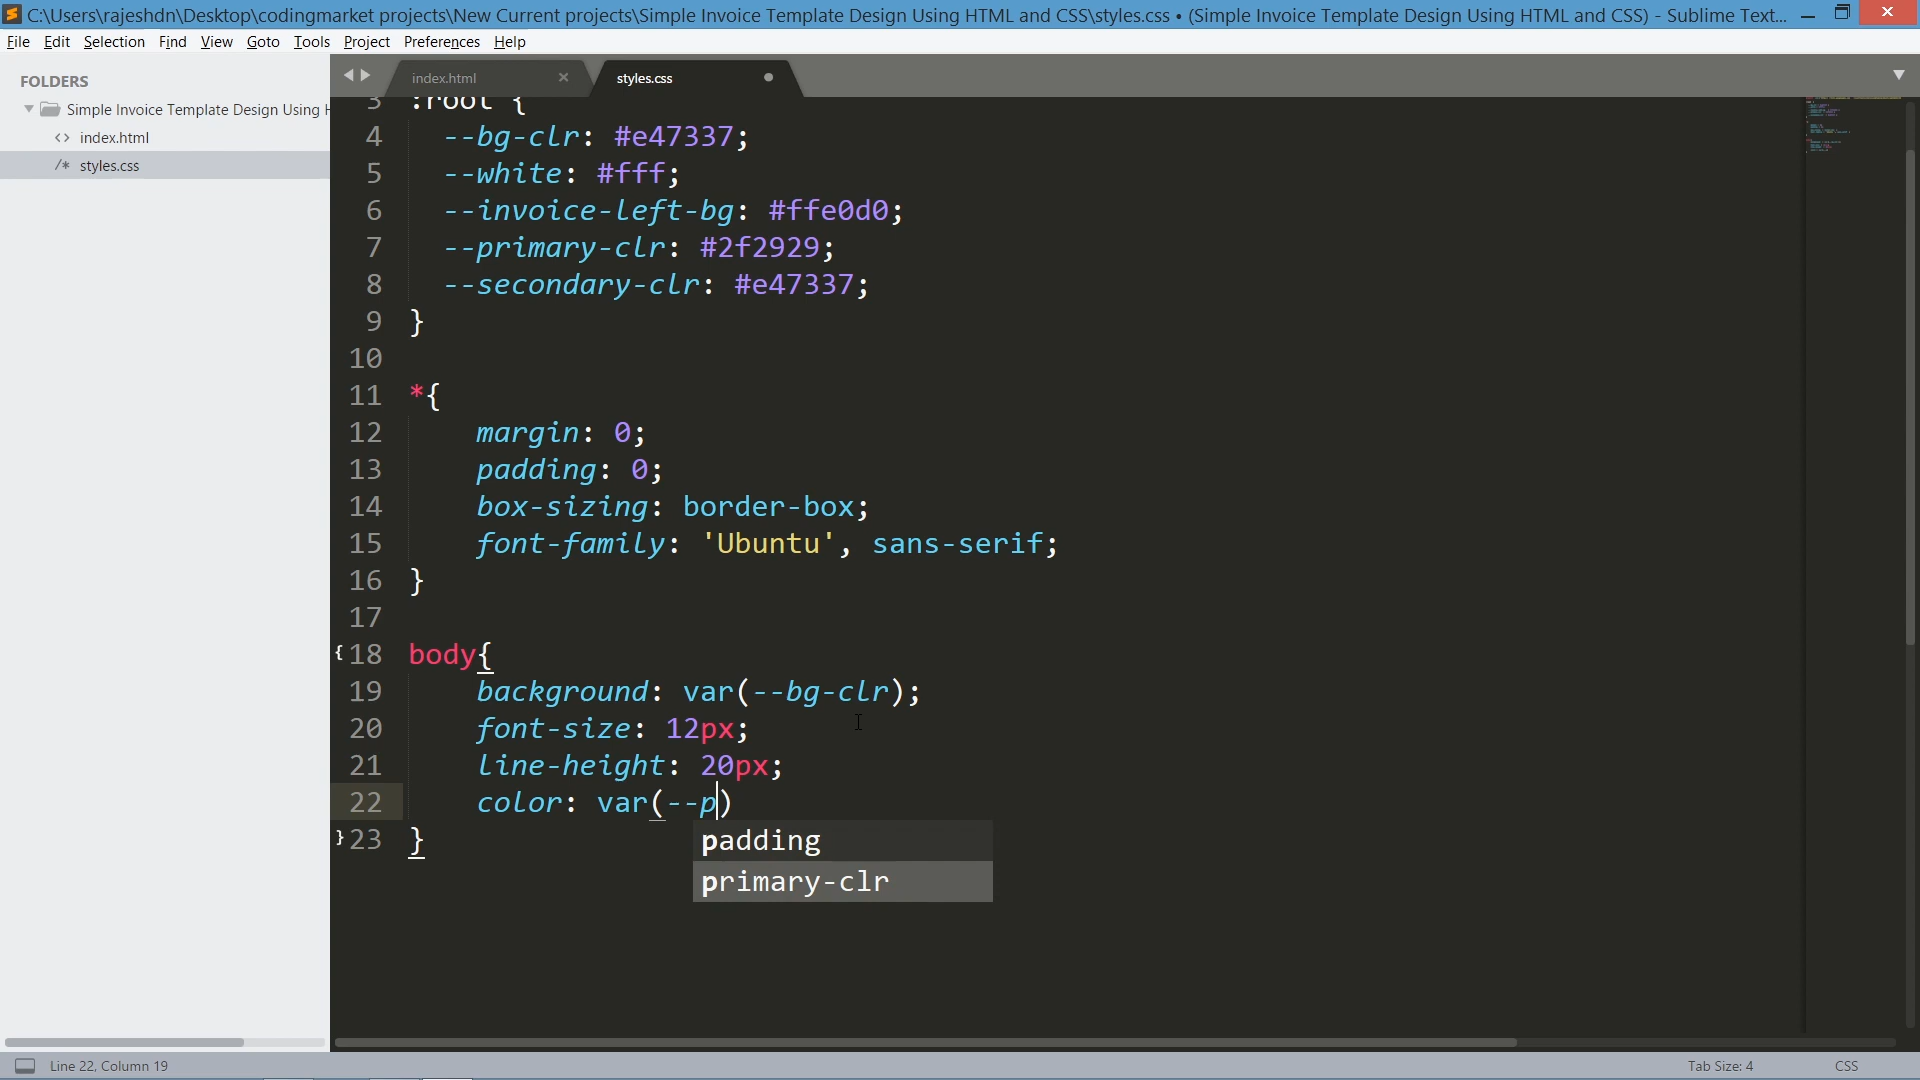 C:\Users\rajeshdn\Desktop\codingmarket projects\New Current projects\Simple Invoice Template Design Using HTML and CSS\styles.css • (Simple Invoice Template Design Using HTML and CSS) - Sublime Text...
File Edit Selection Find View Goto Tools Project Preferences Help
FOLDERS
Simple Invoice Template Design Using H
<> index.html
/* styles.css
index.html
styles.css
3 :root {
4 --bg-clr: #e47337;
5 --white: #fff;
6 --invoice-left-bg: #ffe0d0;
7 --primary-clr: #2f2929;
8 --secondary-clr: #e47337;
9 }
10
11 *{
12 margin: 0;
13 padding: 0;
14 box-sizing: border-box;
15 font-family: 'Ubuntu', sans-serif;
16 }
17
18 body{
19 background: var(--bg-clr);
20 font-size: 12px;
21 line-height: 20px;
22 color: var(--p)
23 }
padding
primary-clr
Line 22, Column 19
Tab Size: 4
CSS